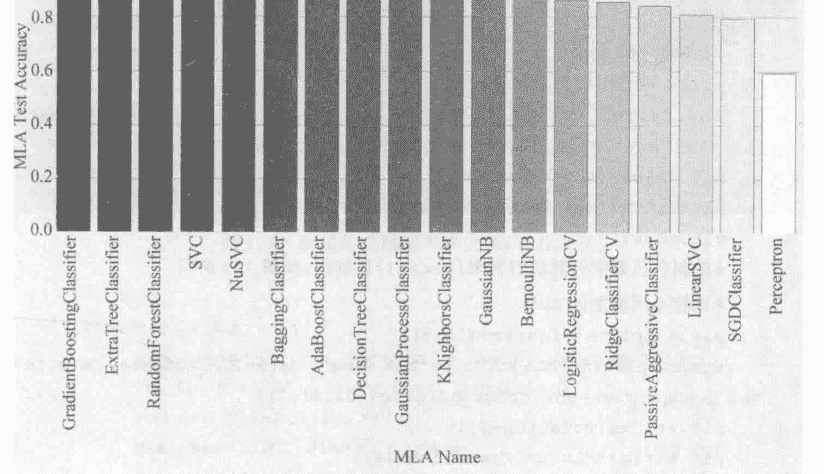 MLA Test Accuracy
0.8
0.6
0.4
0.2
0.0
GradientBoostingClassifier
ExtraTreeClassifier
RandomForestClassifier
SVC
NuSVC
BaggingClassifier
AdaBoostClassifier
DecisionTreeClassifier
GaussianProcessClassifier
KNighborsClassifier
GaussianNB
BernoulliNB
LogisticRegressionCV
RidgeClassifierCV
PassiveAggressiveClassifier
LinearSVC
SGDClassifier
Perceptron
MLA Name